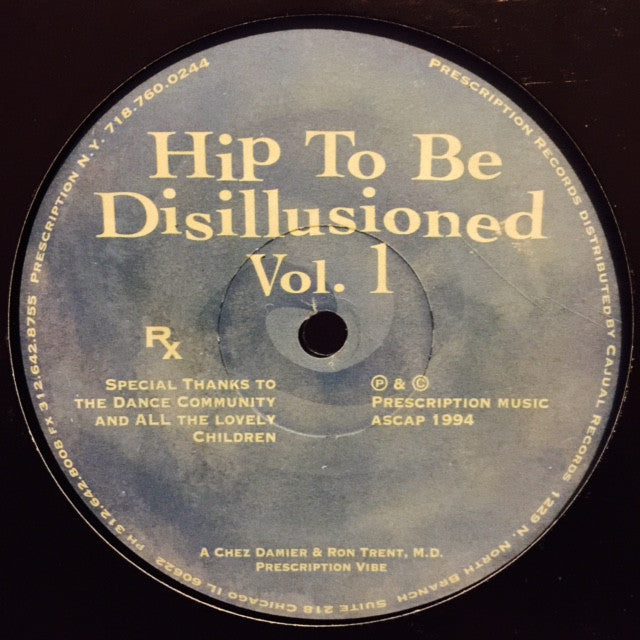 Hip To Be
Disillusioned
Vol. 1
Rx
Special Thanks to
the Dance Community
and ALL the lovely
Children
℗ & ©
Prescription music
ASCAP 1994
A Chez Damier & Ron Trent, M.D.
Prescription Vibe
Prescription Records distributed by Cajual Records 1229 N. North Branch Suite 218 Chicago IL 60622 PH 312.642.8008 FX 312.642.8755 Prescription N.Y. 718.760.0244